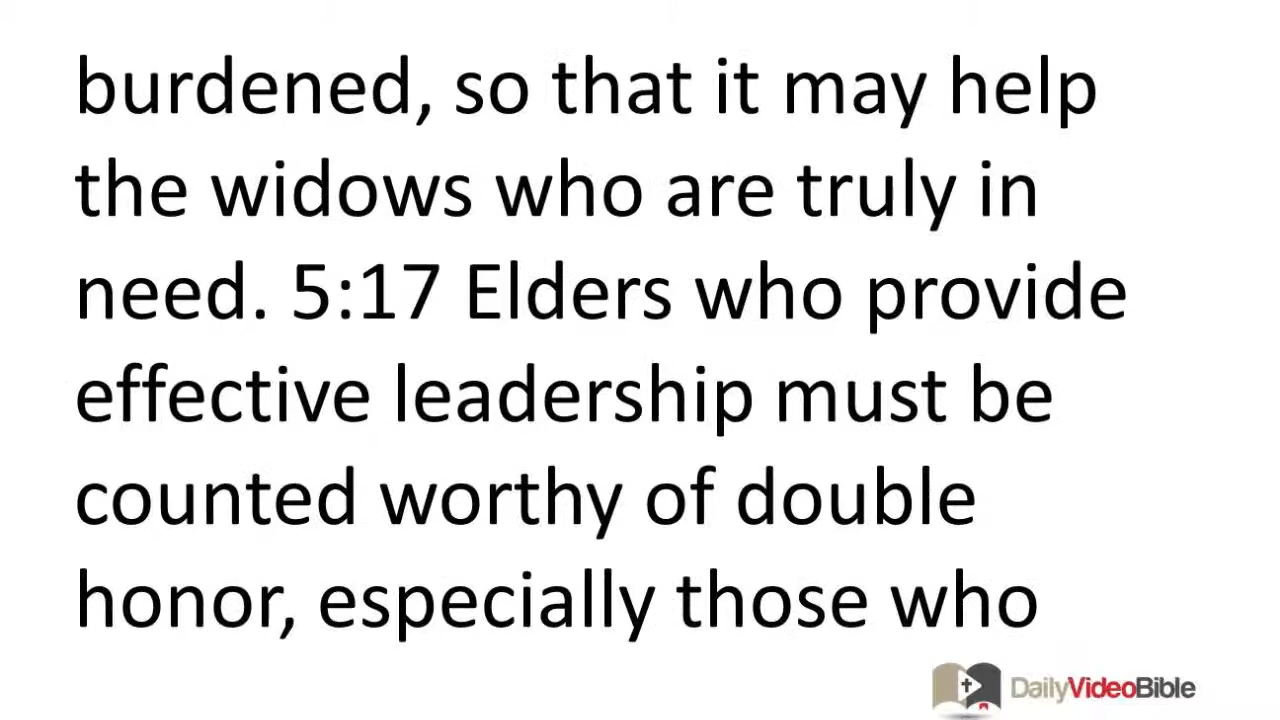 burdened, so that it may help
the widows who are truly in
need. 5:17 Elders who provide
effective leadership must be
counted worthy of double
honor, especially those who
DailyVideoBible